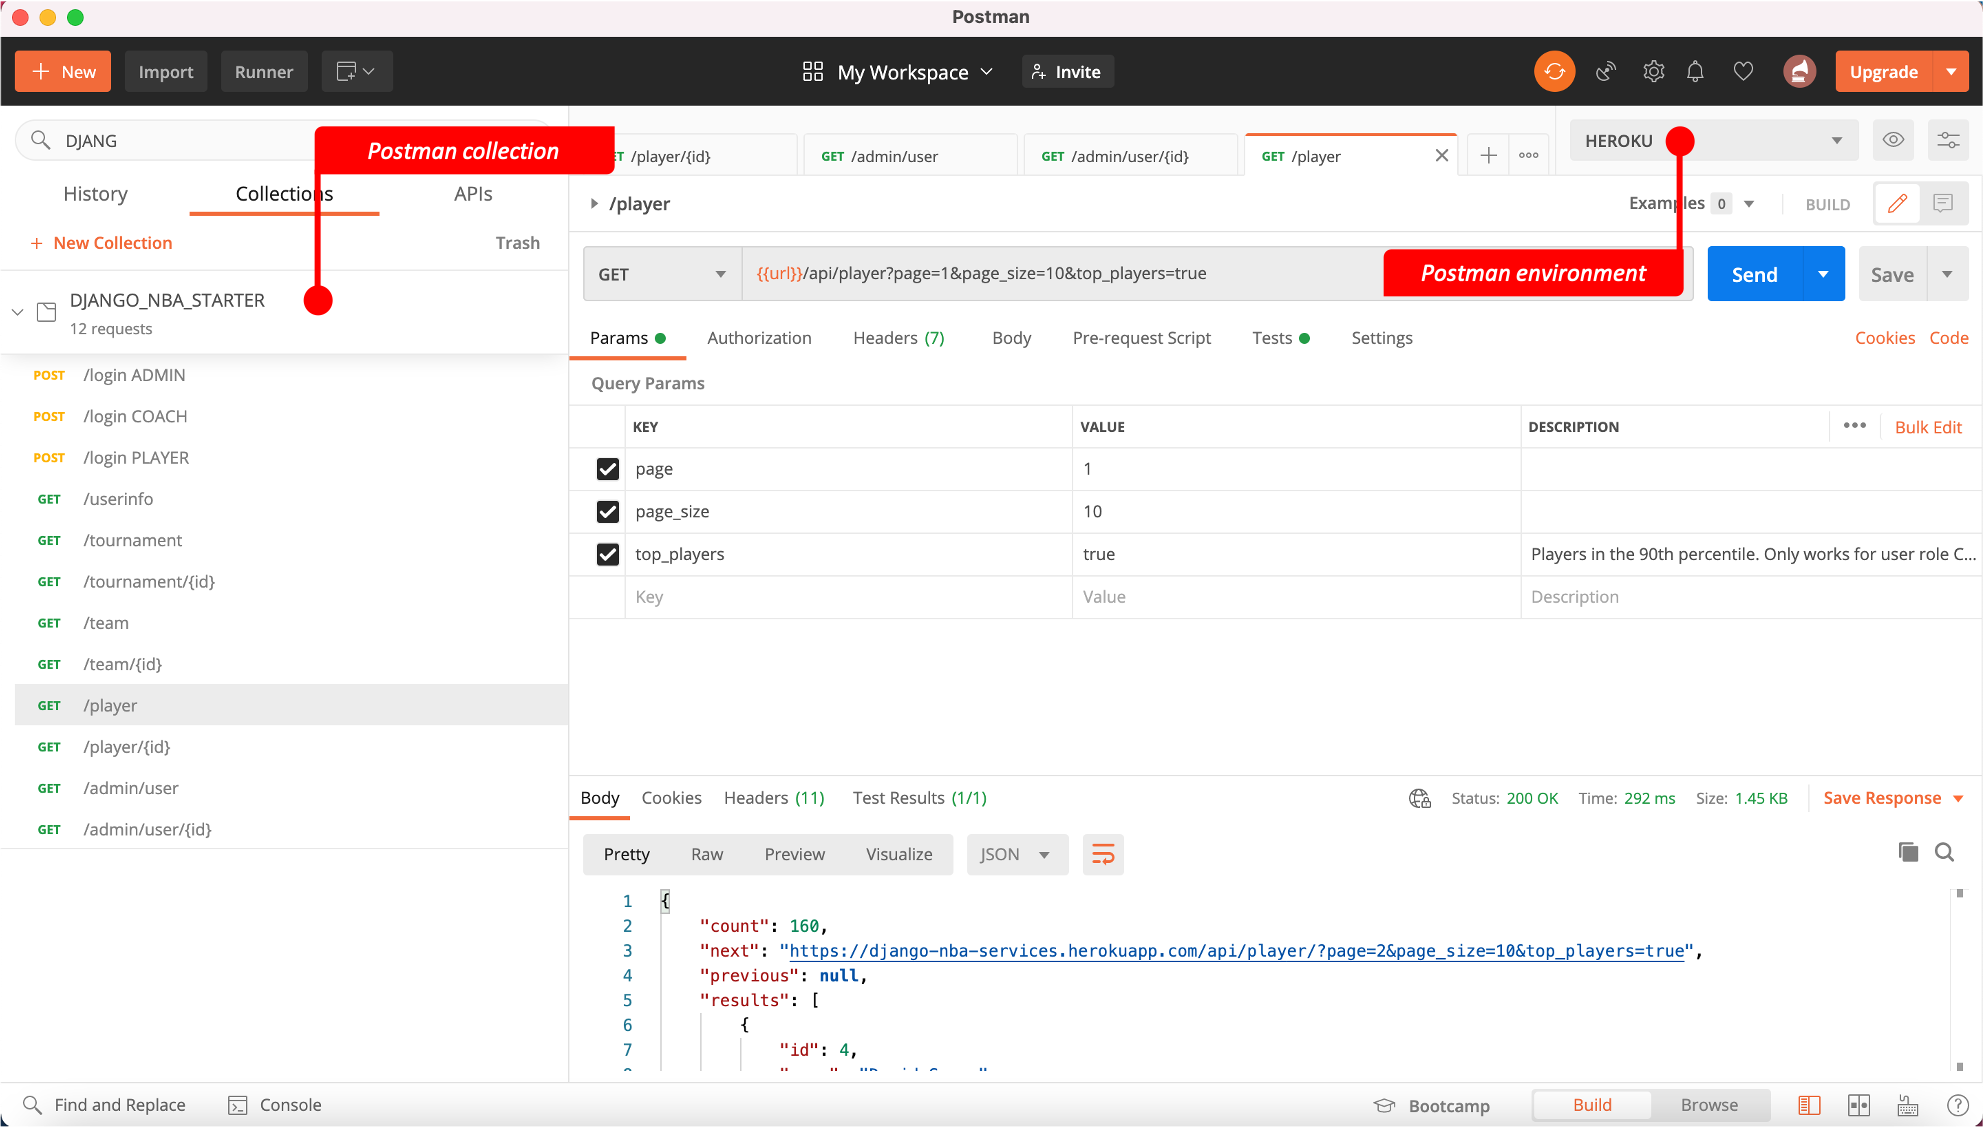 Postman
New
Import
Runner
My Workspace
Invite
Upgrade
DJANG
Postman collection
ET /player/{id}
GET /admin/user
GET /admin/user/{id}
GET /player
HEROKU
History
Collections
APIs
/player
Examples 0
BUILD
+ New Collection
Trash
GET
{{url}}/api/player?page=1&page_size=10&top_players=true
Postman environment
Send
Save
DJANGO_NBA_STARTER
12 requests
Params
Authorization
Headers (7)
Body
Pre-request Script
Tests
Settings
Cookies
Code
POST /login ADMIN
POST /login COACH
POST /login PLAYER
GET /userinfo
GET /tournament
GET /tournament/{id}
GET /team
GET /team/{id}
GET /player
GET /player/{id}
GET /admin/user
GET /admin/user/{id}
Query Params
KEY VALUE DESCRIPTION ••• Bulk Edit
page 1
page_size 10
top_players true Players in the 90th percentile. Only works for user role C...
Key Value Description
Body
Cookies
Headers (11)
Test Results (1/1)
Status: 200 OK
Time: 292 ms
Size: 1.45 KB
Save Response
Pretty
Raw
Preview
Visualize
JSON
1 {
2 "count": 160,
3 "next": "https://django-nba-services.herokuapp.com/api/player/?page=2&page_size=10&top_players=true",
4 "previous": null,
5 "results": [
6 {
7 "id": 4,
Find and Replace
Console
Bootcamp
Build
Browse